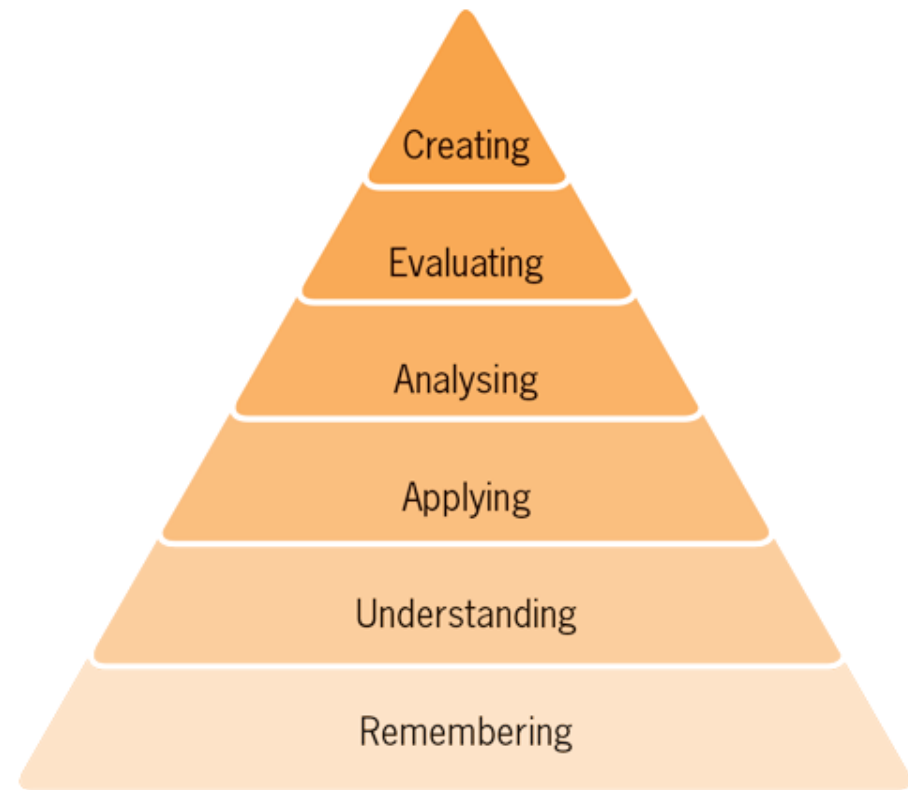 Creating
Evaluating
Analysing
Applying
Understanding
Remembering